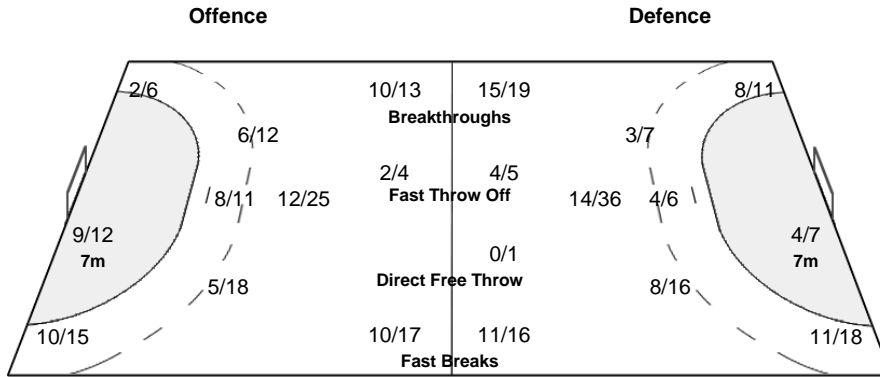 Offence Defence
2/6 10/13 15/19 8/11
Breakthroughs
6/12 3/7
2/4 4/5
8/11 12/25 Fast Throw Off 14/36 4/6
9/12 4/7
7m 7m
0/1
Direct Free Throw
5/18 8/16
10/15 10/17 11/16 11/18
Fast Breaks